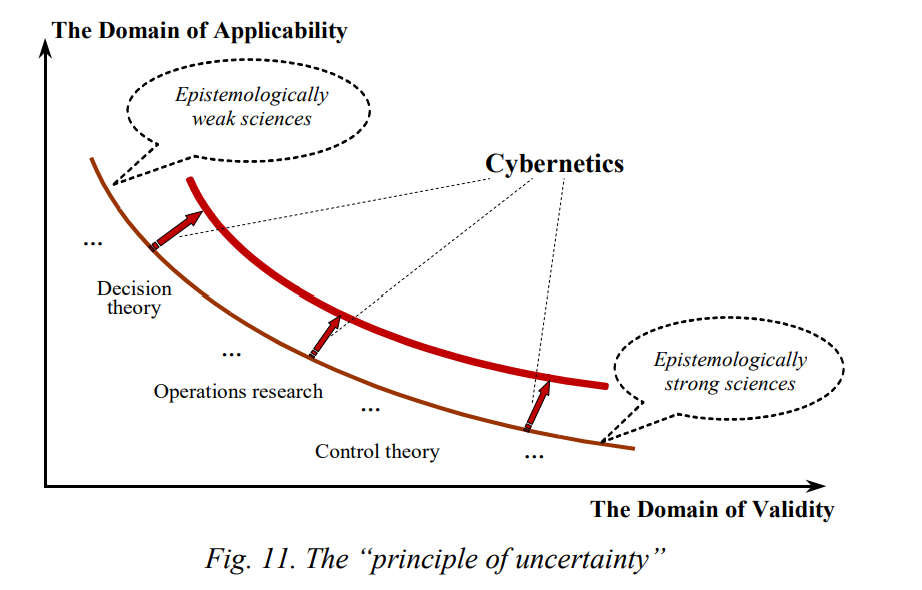 The Domain of Applicability
Epistemologically
weak sciences
Cybernetics
...
Decision
theory
...
Operations research
Epistemologically
strong sciences
...
Control theory
...
The Domain of Validity
Fig. 11. The “principle of uncertainty”